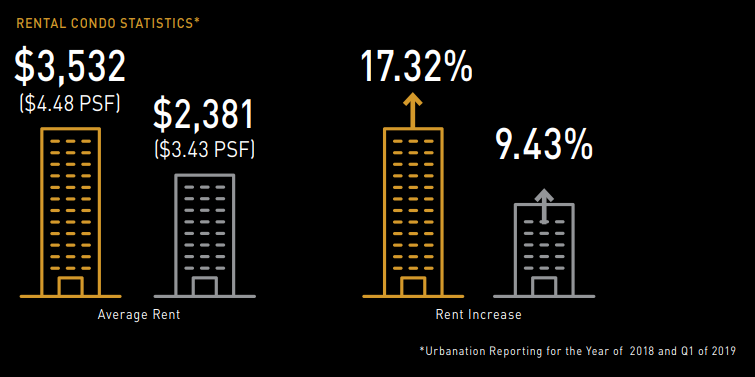 RENTAL CONDO STATISTICS*
$3,532
($4.48 PSF)
$2,381
($3.43 PSF)
Average Rent
17.32%
9.43%
Rent Increase
*Urbanation Reporting for the Year of 2018 and Q1 of 2019